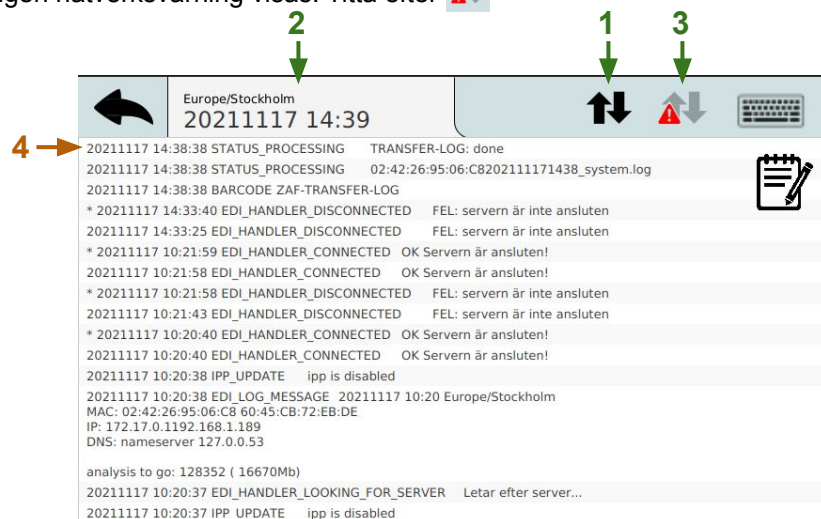 2
1
3
Europe/Stockholm
20211117 14:39
4
20211117 14:38:38 STATUS_PROCESSING TRANSFER-LOG: done
20211117 14:38:38 STATUS_PROCESSING 02:42:26:95:06:C8202111171438_system.log
20211117 14:38:38 BARCODE ZAF-TRANSFER-LOG
* 20211117 14:33:40 EDI_HANDLER_DISCONNECTED FEL: servern är inte ansluten
20211117 14:33:25 EDI_HANDLER_DISCONNECTED FEL: servern är inte ansluten
* 20211117 10:21:59 EDI_HANDLER_CONNECTED OK Servern är ansluten!
20211117 10:21:58 EDI_HANDLER_CONNECTED OK Servern är ansluten!
* 20211117 10:21:58 EDI_HANDLER_DISCONNECTED FEL: servern är inte ansluten
20211117 10:21:43 EDI_HANDLER_DISCONNECTED FEL: servern är inte ansluten
* 20211117 10:20:40 EDI_HANDLER_CONNECTED OK Servern är ansluten!
20211117 10:20:40 EDI_HANDLER_CONNECTED OK Servern är ansluten!
20211117 10:20:38 IPP_UPDATE ipp is disabled
20211117 10:20:38 EDI_LOG_MESSAGE 20211117 10:20 Europe/Stockholm
MAC: 02:42:26:95:06:C8 60:45:CB:72:EB:DE
IP: 172.17.0.1192.168.1.189
DNS: nameserver 127.0.0.53
analysis to go: 128352 ( 16670Mb)
20211117 10:20:37 EDI_HANDLER_LOOKING_FOR_SERVER Letar efter server...
20211117 10:20:37 IPP_UPDATE ipp is disabled